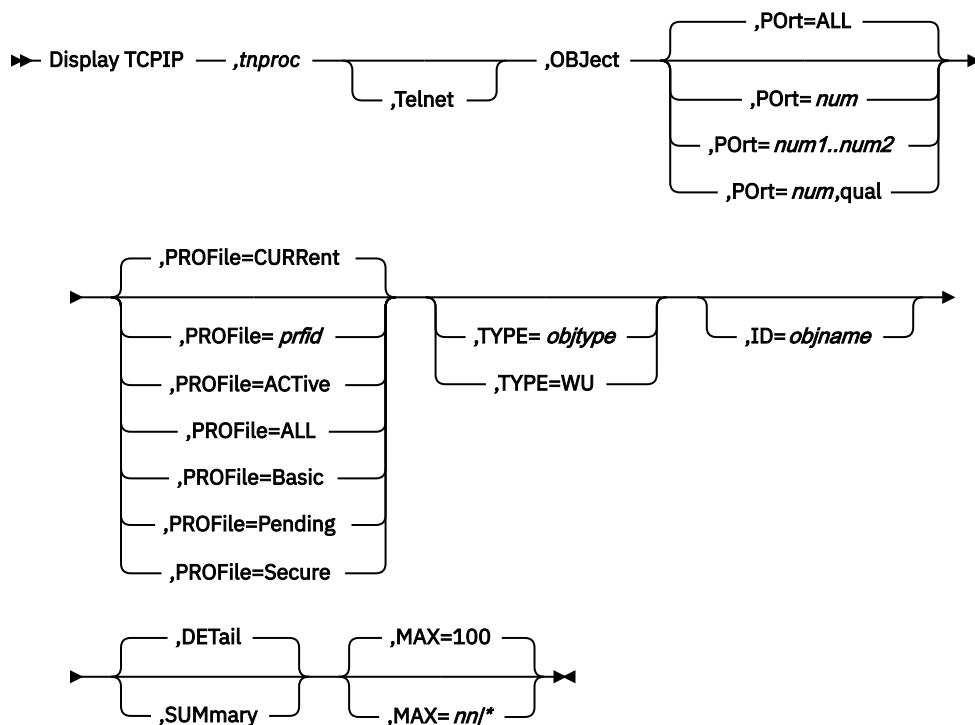 ,POrt=ALL
Display TCPIP ,tnproc ,OBJect
,Telnet
,POrt=num
,POrt=num1..num2
,POrt=num,qual
,PROFile=CURRent
,PROFile=prfid
,PROFile=ACTive
,PROFile=ALL
,PROFile=Basic
,PROFile=Pending
,PROFile=Secure
,TYPE=objtype
,TYPE=WU
,ID=objname
,DETail
,SUMmary
,MAX=100
,MAX=nn/*